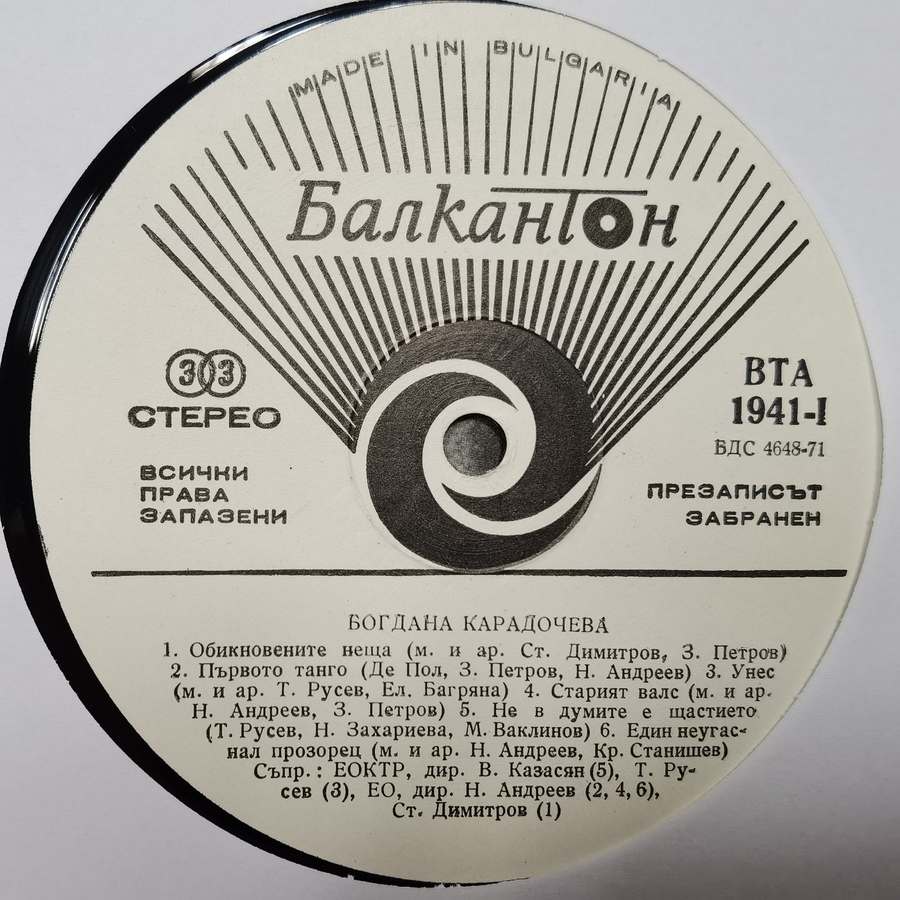 MADE IN BULGARIA
Балкантон
33
СТЕРЕО
ВСИЧКИ
ПРАВА
ЗАПАЗЕНИ
ВТА
1941-I
БДС 4648-71
ПРЕЗАПИСЪТ
ЗАБРАНЕН
БОГДАНА КАРАДОЧЕВА
1. Обикновените неща (м. и ар. Ст. Димитров, З. Петров)
2. Първото танго (Де Пол, З. Петров, Н. Андреев) 3. Унес
(м. и ар. Т. Русев, Ел. Багряна) 4. Старият валс (м. и ар.
Н. Андреев, З. Петров) 5. Не в думите е щастието
(Т. Русев, Н. Захариева, М. Ваклинов) 6. Един неугас-
нал прозорец (м. и ар. Н. Андреев, Кр. Станишев)
Съпр.: ЕОКТР, дир. В. Казасян (5), Т. Ру-
сев (3), ЕО, дир. Н. Андреев (2, 4, 6),
Ст. Димитров (1)